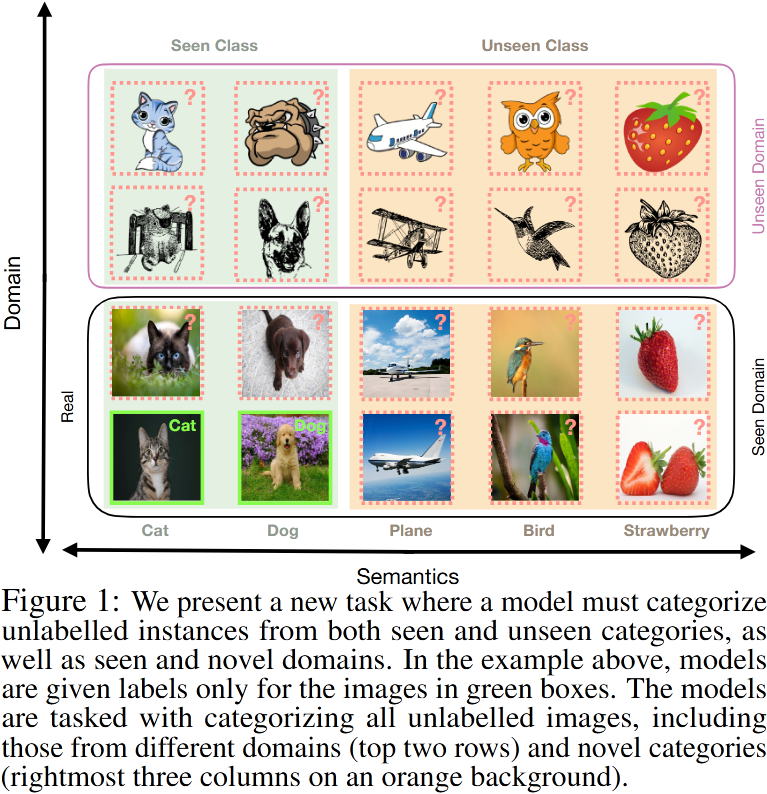 Seen Class
Unseen Class
? ? ? ? ?
? ? ? ? ?
Unseen Domain
Domain
? ? ? ? ?
Real
Cat Dog ? ? ?
Seen Domain
Cat Dog Plane Bird Strawberry
Semantics
Figure 1: We present a new task where a model must categorize
unlabelled instances from both seen and unseen categories, as
well as seen and novel domains. In the example above, models
are given labels only for the images in green boxes. The models
are tasked with categorizing all unlabelled images, including
those from different domains (top two rows) and novel categories
(rightmost three columns on an orange background).